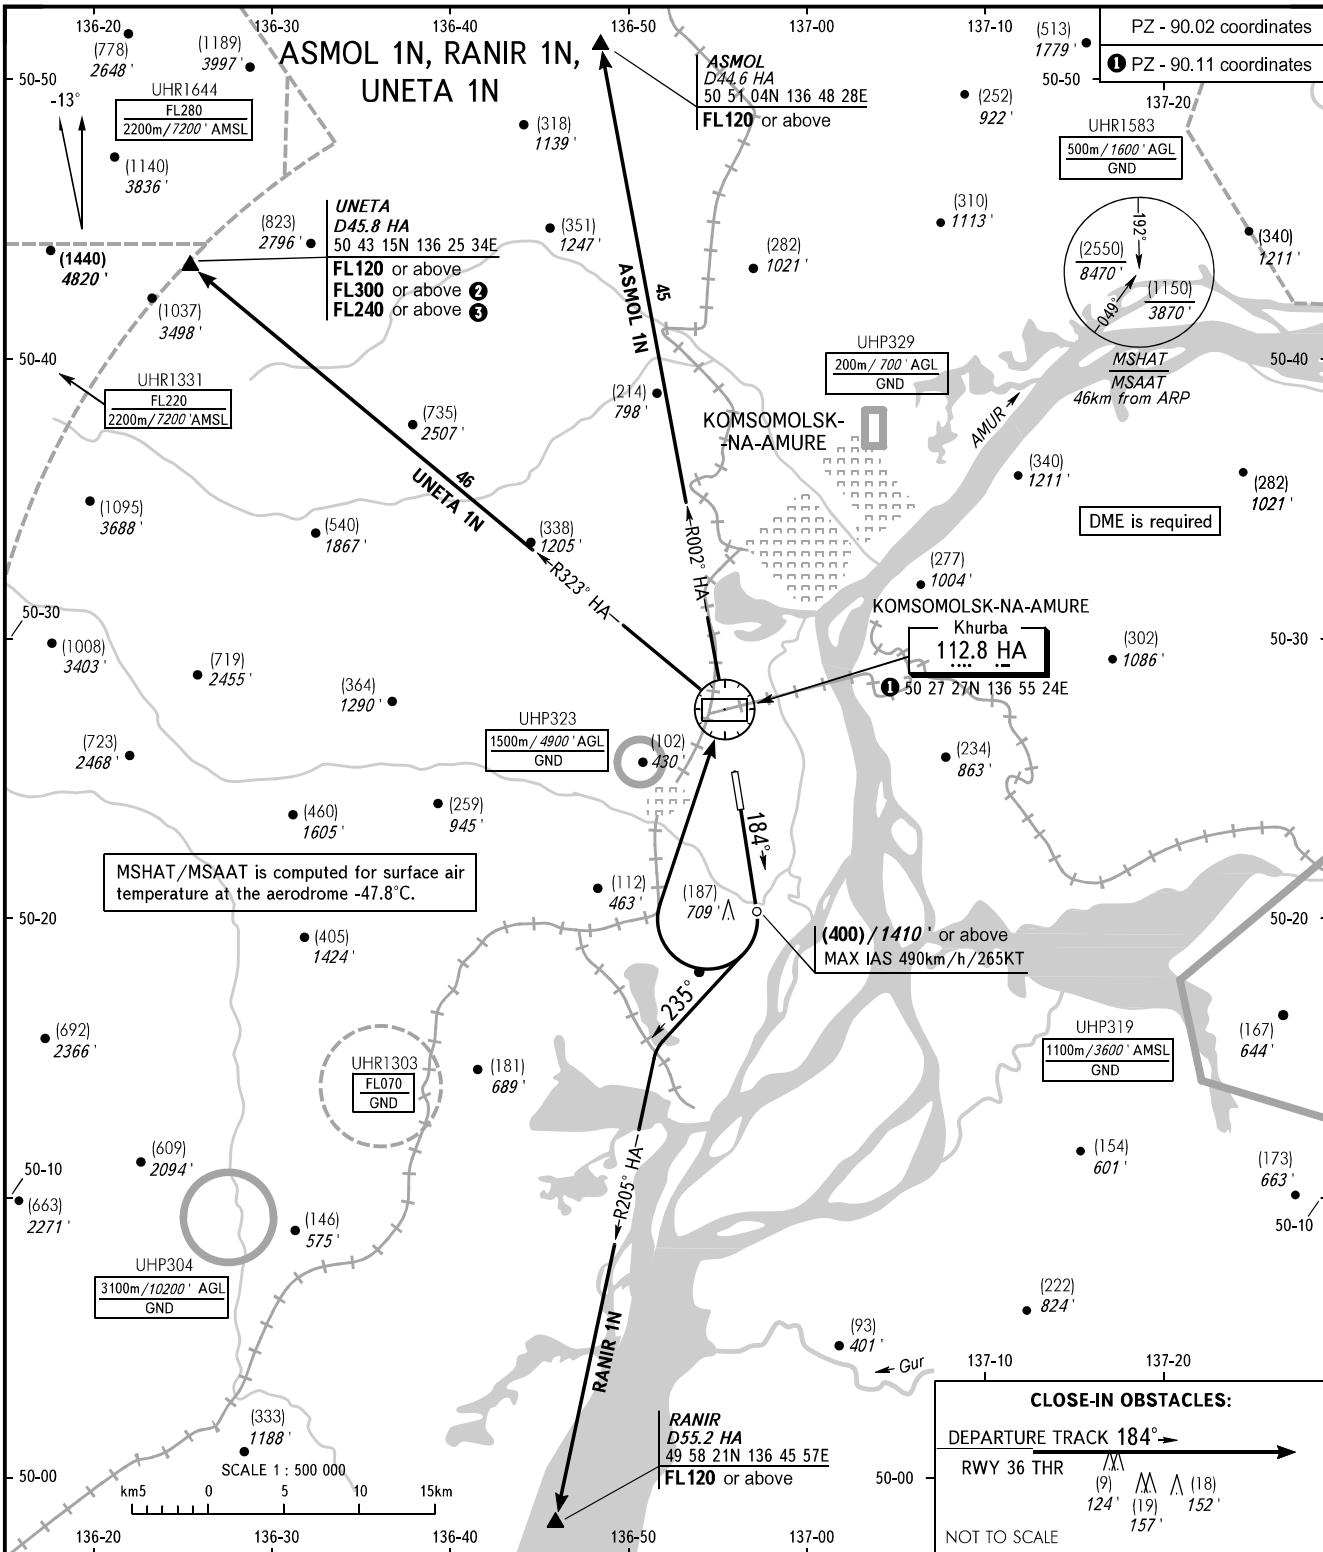 136-20
136-30
136-50
137-00
137-10
PZ - 90.02 coordinates
❶ PZ - 90.11 coordinates
ASMOL 1N, RANIR 1N,
UNETA 1N
(778)
2648'
(1189)
3997'
(513)
1779'
50-50
50-50
137-20
-13°
UHR1644
FL280
2200m/7200' AMSL
ASMOL
D44.6 HA
50 51 04N 136 48 28E
FL120 or above
(252)
922'
(318)
1139'
UHR1583
500m/1600' AGL
GND
(1140)
3836'
UNETA
D45.8 HA
50 43 15N 136 25 34E
FL120 or above
FL300 or above ❷
FL240 or above ❸
(823)
2796'
(351)
1247'
(282)
1021'
(310)
1113'
192°
(2550)
8470'
(1150)
3870'
049°
MSHAT
MSAAT
46km from ARP
(340)
1211'
(1440)
4820'
(1037)
3498'
45
ASMOL 1N
50-40
50-40
UHR1331
FL220
2200m/7200'AMSL
UHP329
200m/700' AGL
GND
(214)
798'
KOMSOMOLSK-
-NA-AMURE
AMUR
(735)
2507'
46
UNETA 1N
(340)
1211'
(282)
1021'
(1095)
3688'
(540)
1867'
(338)
1205'
DME is required
R002° HA
R323° HA
(277)
1004'
50-30
50-30
KOMSOMOLSK-NA-AMURE
Khurba
112.8 HA
❶ 50 27 27N 136 55 24E
(1008)
3403'
(719)
2455'
(364)
1290'
(302)
1086'
UHP323
1500m/4900' AGL
GND
(102)
430'
(723)
2468'
(234)
863'
(460)
1605'
(259)
945'
184°
MSHAT/MSAAT is computed for surface air
temperature at the aerodrome -47.8°C.
(112)
463'
(187)
709'
50-20
50-20
(400)/1410' or above
MAX IAS 490km/h/265KT
(405)
1424'
235°
(692)
2366'
UHR1303
FL070
GND
(181)
689'
UHP319
1100m/3600' AMSL
GND
(167)
644'
(609)
2094'
R205° HA
(154)
601'
(173)
663'
50-10
50-10
(663)
2271'
(146)
575'
UHP304
3100m/10200' AGL
GND
(222)
824'
RANIR 1N
(93)
401'
Gur
137-10
137-20
(333)
1188'
RANIR
D55.2 HA
49 58 21N 136 45 57E
FL120 or above
CLOSE-IN OBSTACLES:
DEPARTURE TRACK 184°
RWY 36 THR
(9)
124'
(19)
157'
(18)
152'
NOT TO SCALE
50-00
50-00
SCALE 1 : 500 000
km5 0 5 10 15km
136-20
136-30
136-40
136-50
137-00